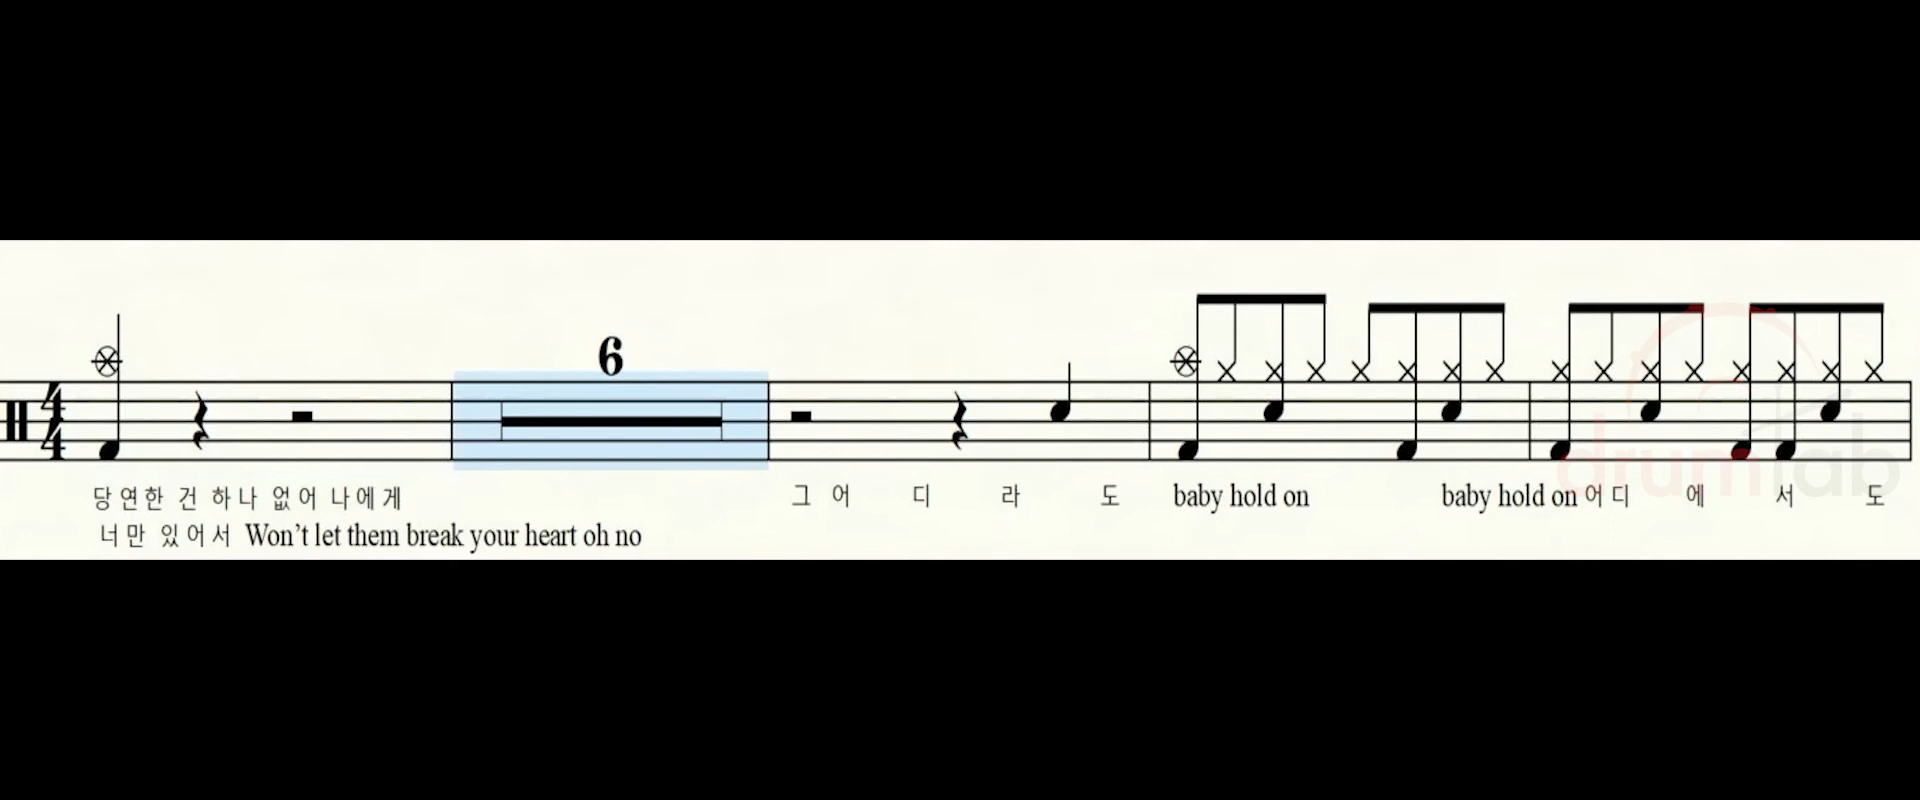 6
4
4
당연한 건 하나 없어 나에게 그 어 디 라 도 baby hold on baby hold on 어디 에 서 도
너만 있어서 Won't let them break your heart oh no
drumlab